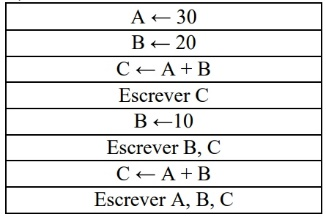 A ← 30
B ← 20
C ← A + B
Escrever C
B ←10
Escrever B, C
C ← A + B
Escrever A, B, C